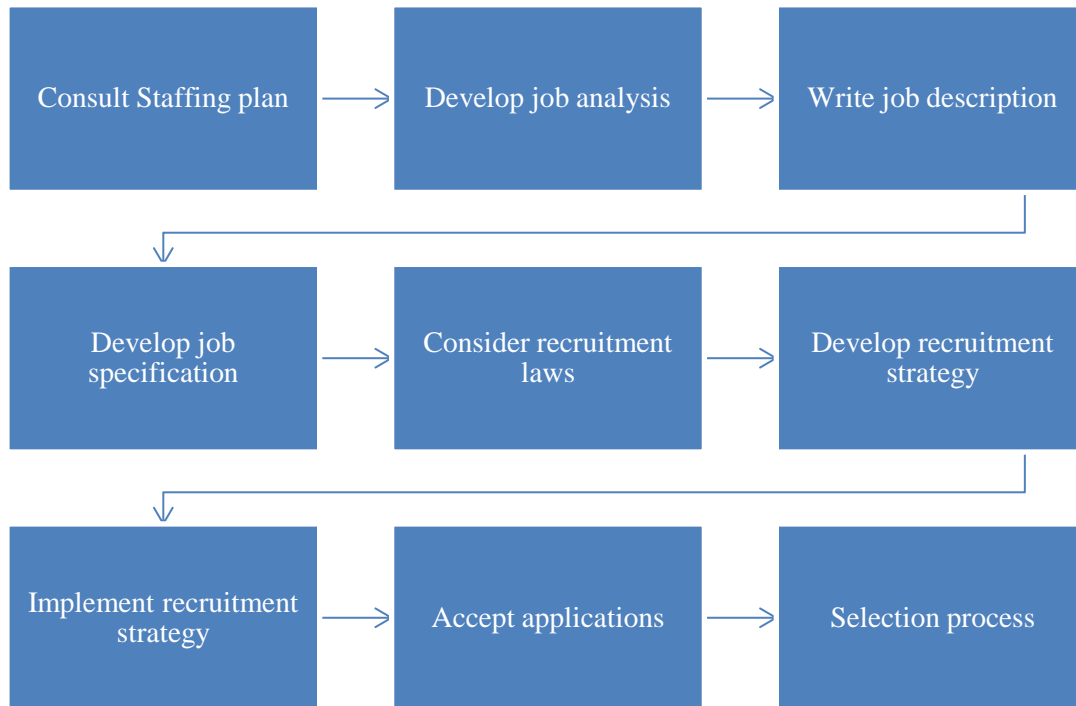 Consult Staffing plan
Develop job analysis
Write job description
Develop job
specification
Consider recruitment
laws
Develop recruitment
strategy
Implement recruitment
strategy
Accept applications
Selection process